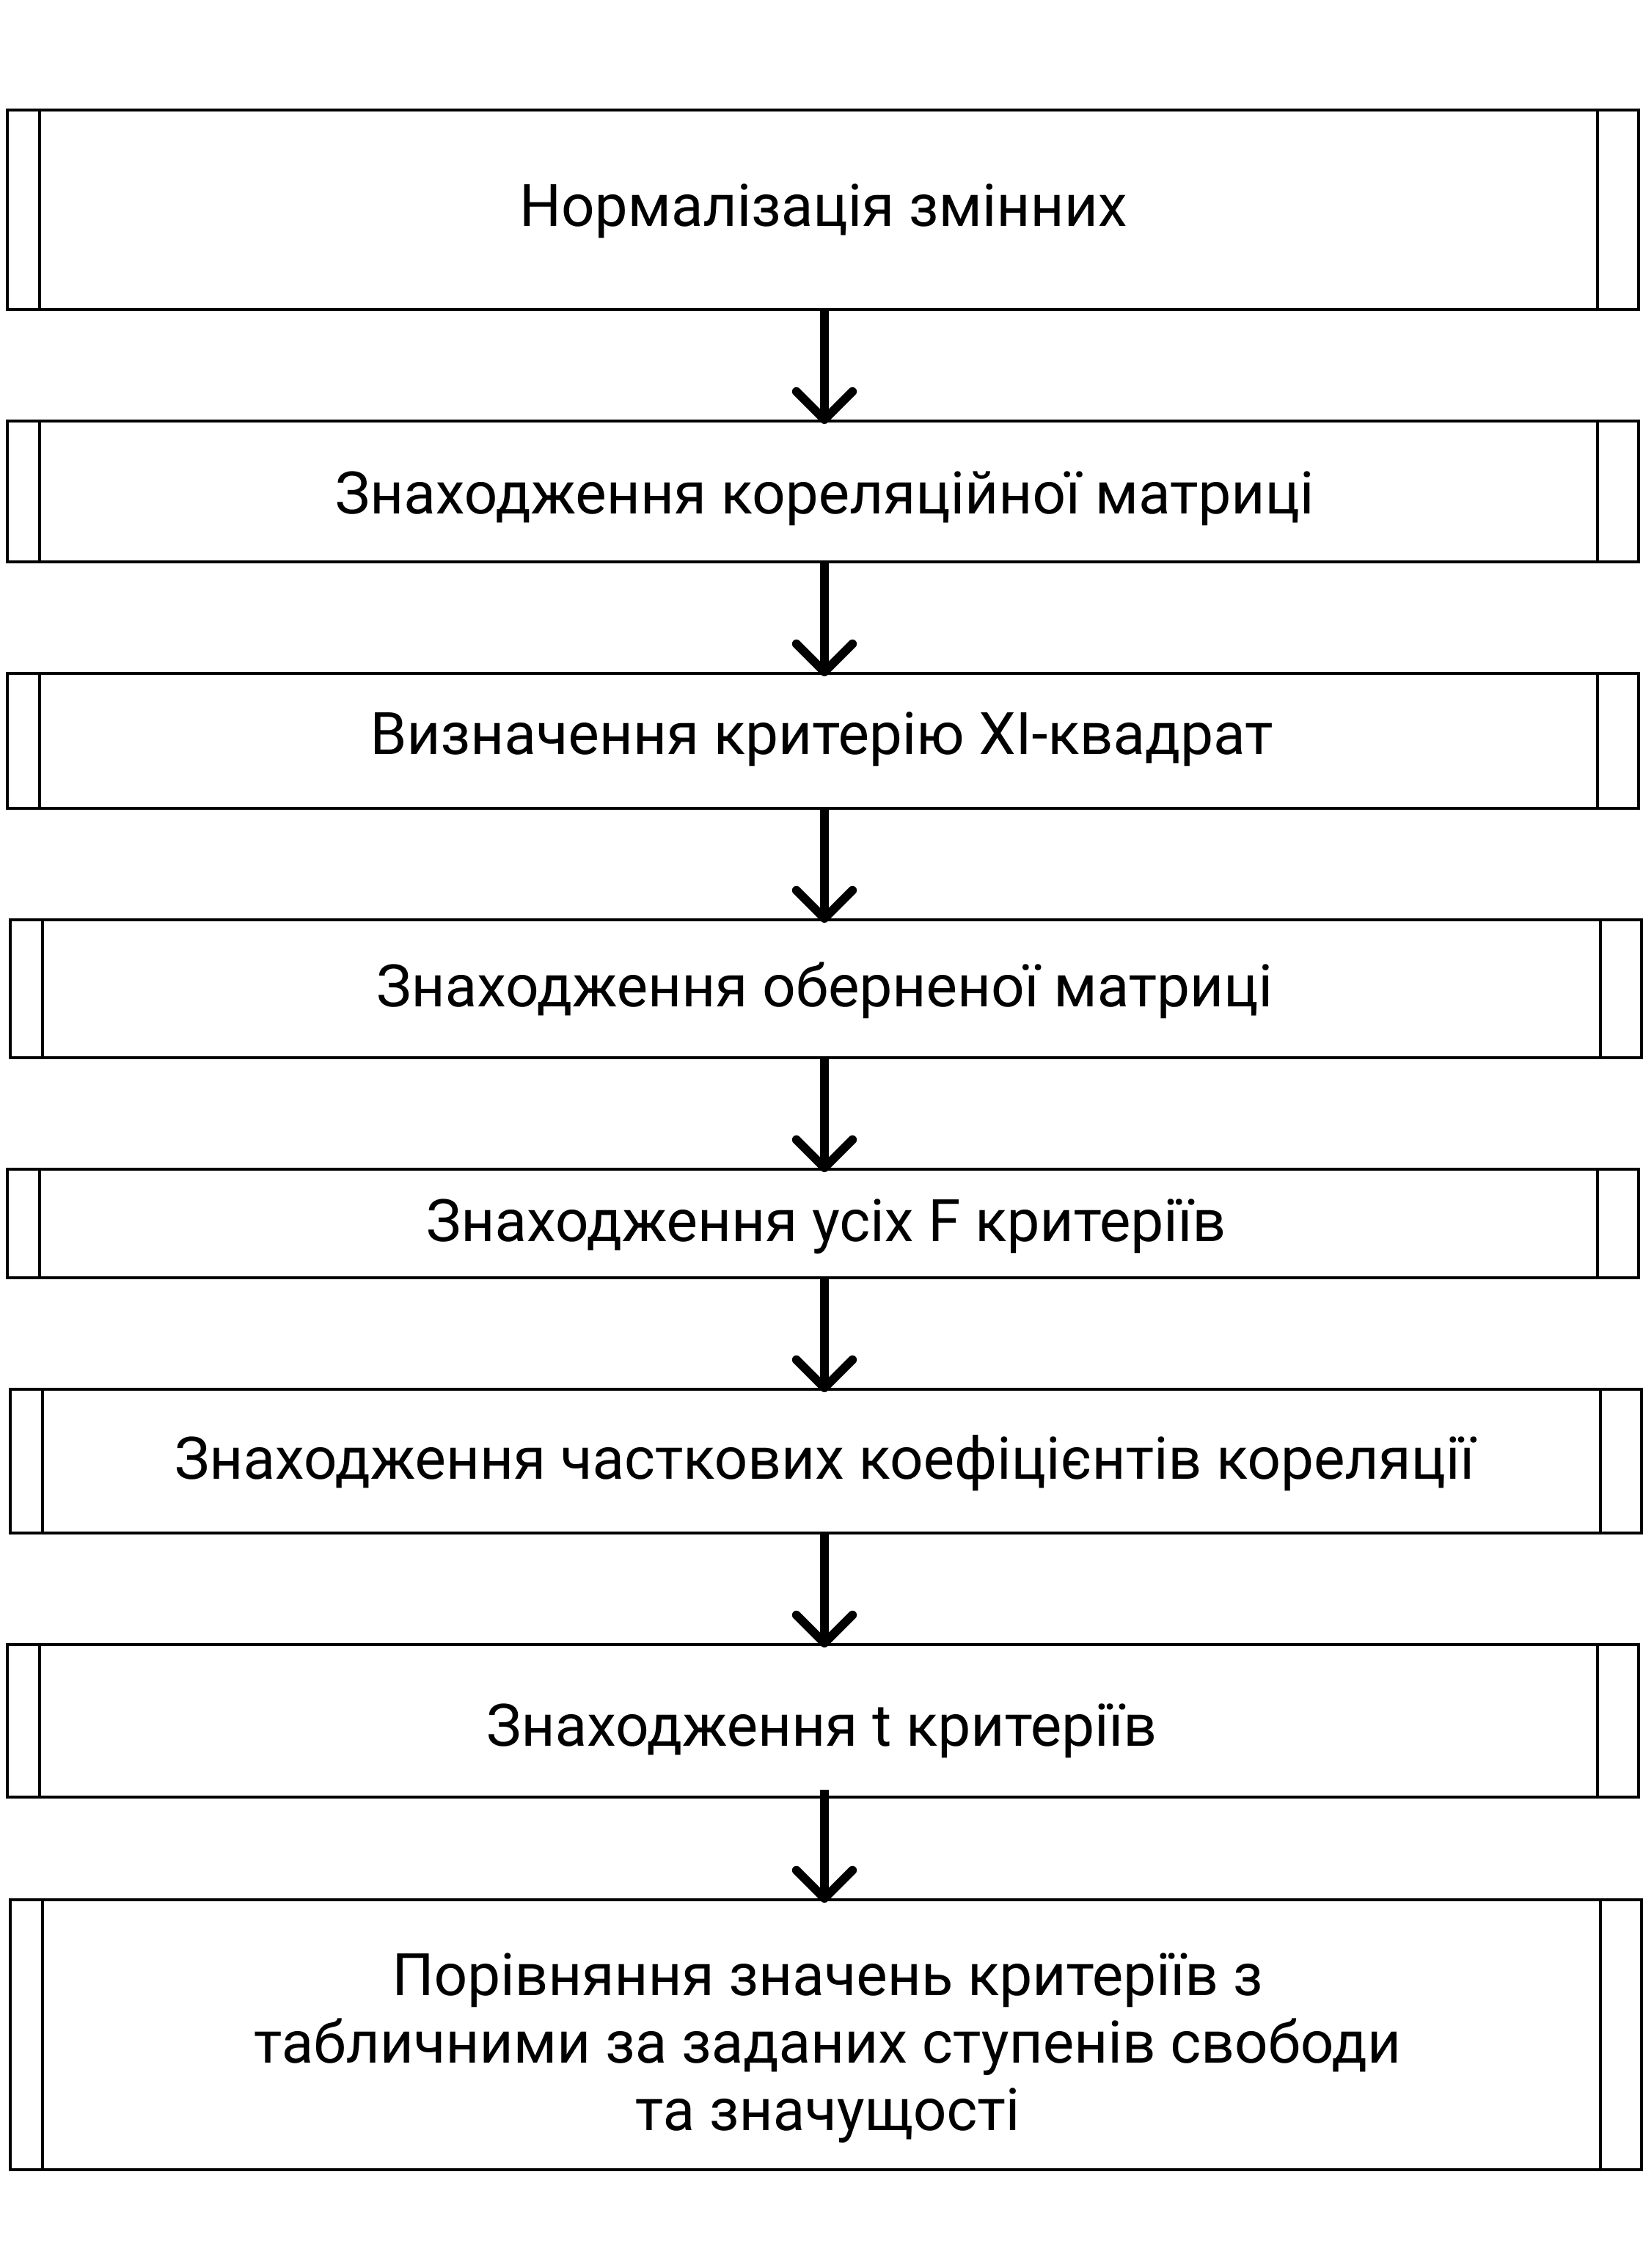 Нормалізація змінних
Знаходження кореляційної матриці
Визначення критерію ХІ-квадрат
Знаходження оберненої матриці
Знаходження усіх F критеріїв
Знаходження часткових коефіцієнтів кореляції
Знаходження t критеріїв
Порівняння значень критеріїв з
табличними за заданих ступенів свободи
та значущості